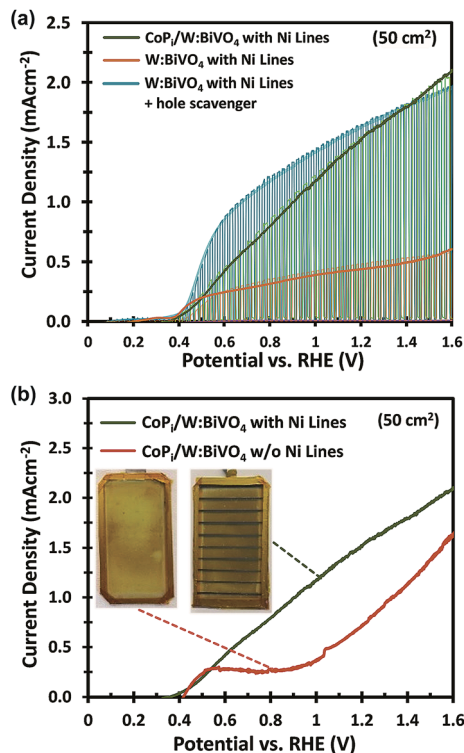 (a)
2.5
2.0
1.5
1.0
0.5
0.0
Current Density (mAcm⁻²)
CoPᵢ/W:BiVO₄ with Ni Lines
W:BiVO₄ with Ni Lines
W:BiVO₄ with Ni Lines
+ hole scavenger
(50 cm²)
0 0.2 0.4 0.6 0.8 1 1.2 1.4 1.6
Potential vs. RHE (V)
(b)
3.0
2.5
2.0
1.5
1.0
0.5
0.0
Current Density (mAcm⁻²)
CoPᵢ/W:BiVO₄ with Ni Lines
CoPᵢ/W:BiVO₄ w/o Ni Lines
(50 cm²)
0 0.2 0.4 0.6 0.8 1 1.2 1.4 1.6
Potential vs. RHE (V)